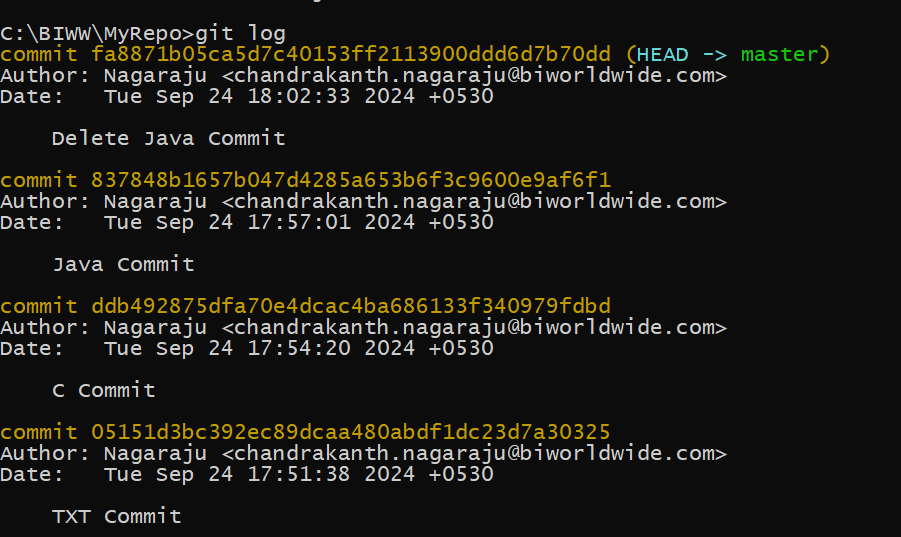 C:\BIWW\MyRepo>git log
commit fa8871b05ca5d7c40153ff2113900ddd6d7b70dd (HEAD -> master)
Author: Nagaraju <chandrakanth.nagaraju@biworldwide.com>
Date:   Tue Sep 24 18:02:33 2024 +0530

    Delete Java Commit

commit 837848b1657b047d4285a653b6f3c9600e9af6f1
Author: Nagaraju <chandrakanth.nagaraju@biworldwide.com>
Date:   Tue Sep 24 17:57:01 2024 +0530

    Java Commit

commit ddb492875dfa70e4dcac4ba686133f340979fdbd
Author: Nagaraju <chandrakanth.nagaraju@biworldwide.com>
Date:   Tue Sep 24 17:54:20 2024 +0530

    C Commit

commit 05151d3bc392ec89dcaa480abdf1dc23d7a30325
Author: Nagaraju <chandrakanth.nagaraju@biworldwide.com>
Date:   Tue Sep 24 17:51:38 2024 +0530

    TXT Commit